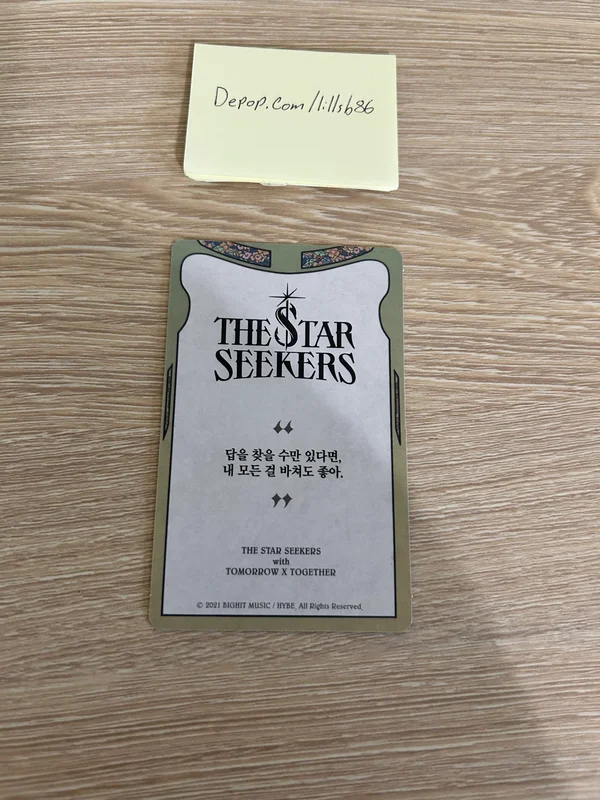 Depop.com/lillsb86
THE STAR
SEEKERS
“
답을 찾을 수만 있다면,
내 모든 걸 바쳐도 좋아.
”
THE STAR SEEKERS
with
TOMORROW X TOGETHER
© 2021 BIGHIT MUSIC / HYBE. All Rights Reserved.